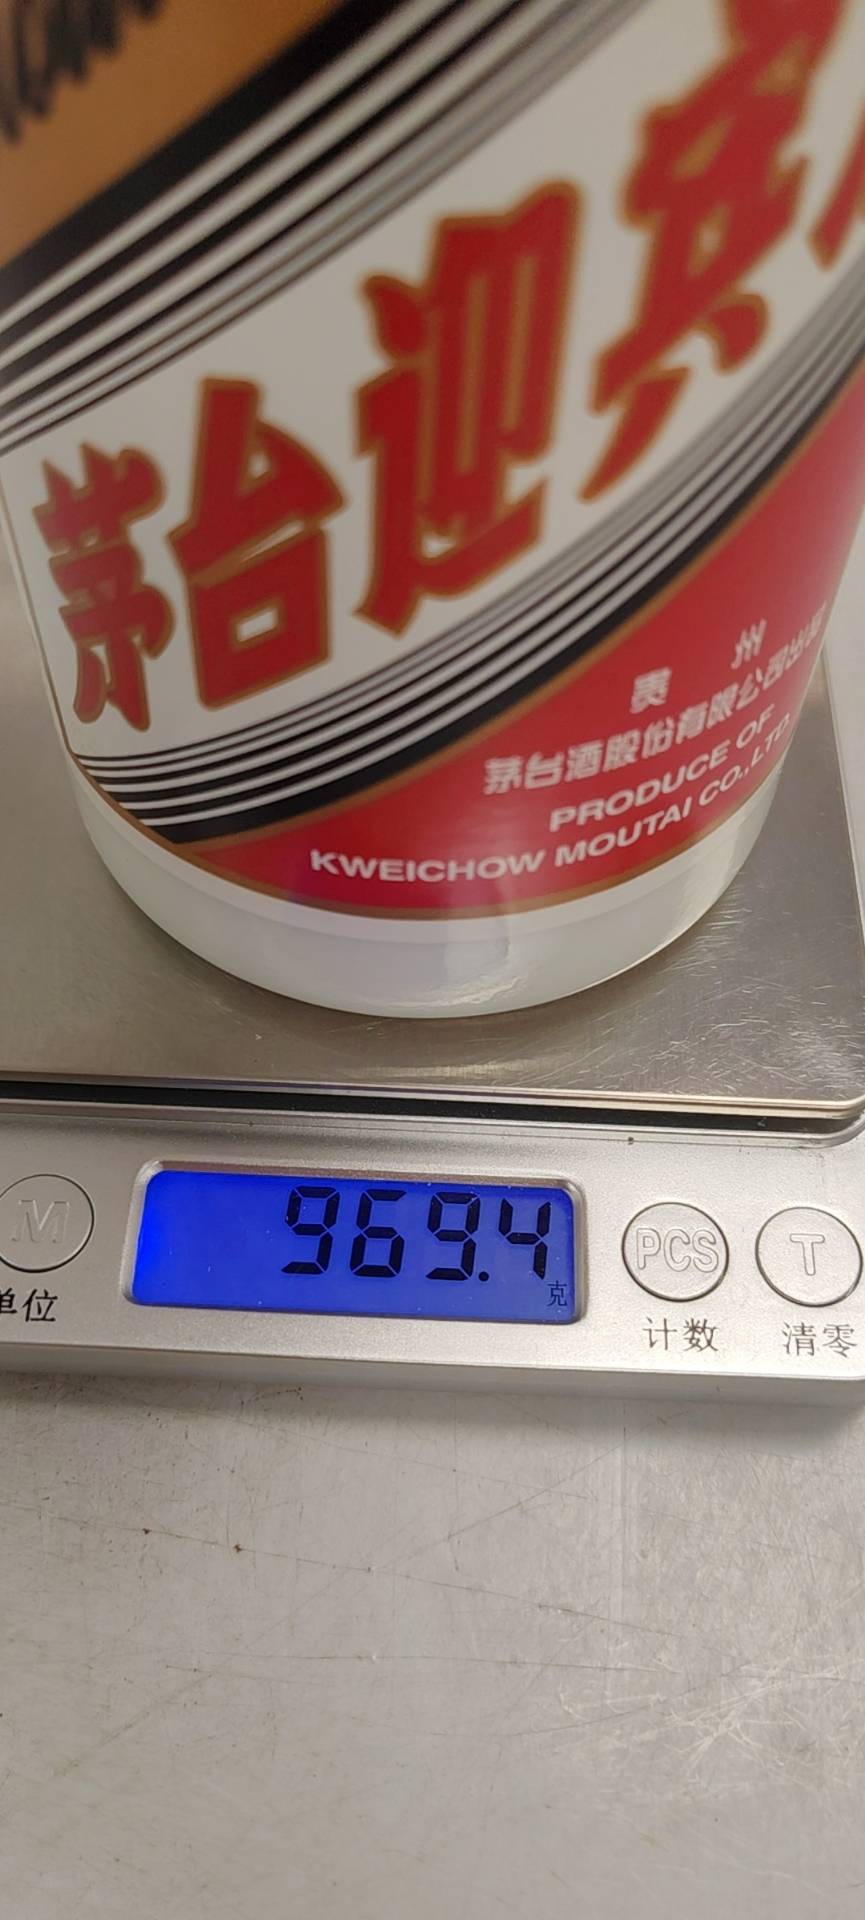 茅台迎宾
贵 州
茅台酒股份有限公司出品
PRODUCE OF
KWEICHOW MOUTAI CO.,LTD.
M
969.4
克
PCS
T
单位
计数
清零